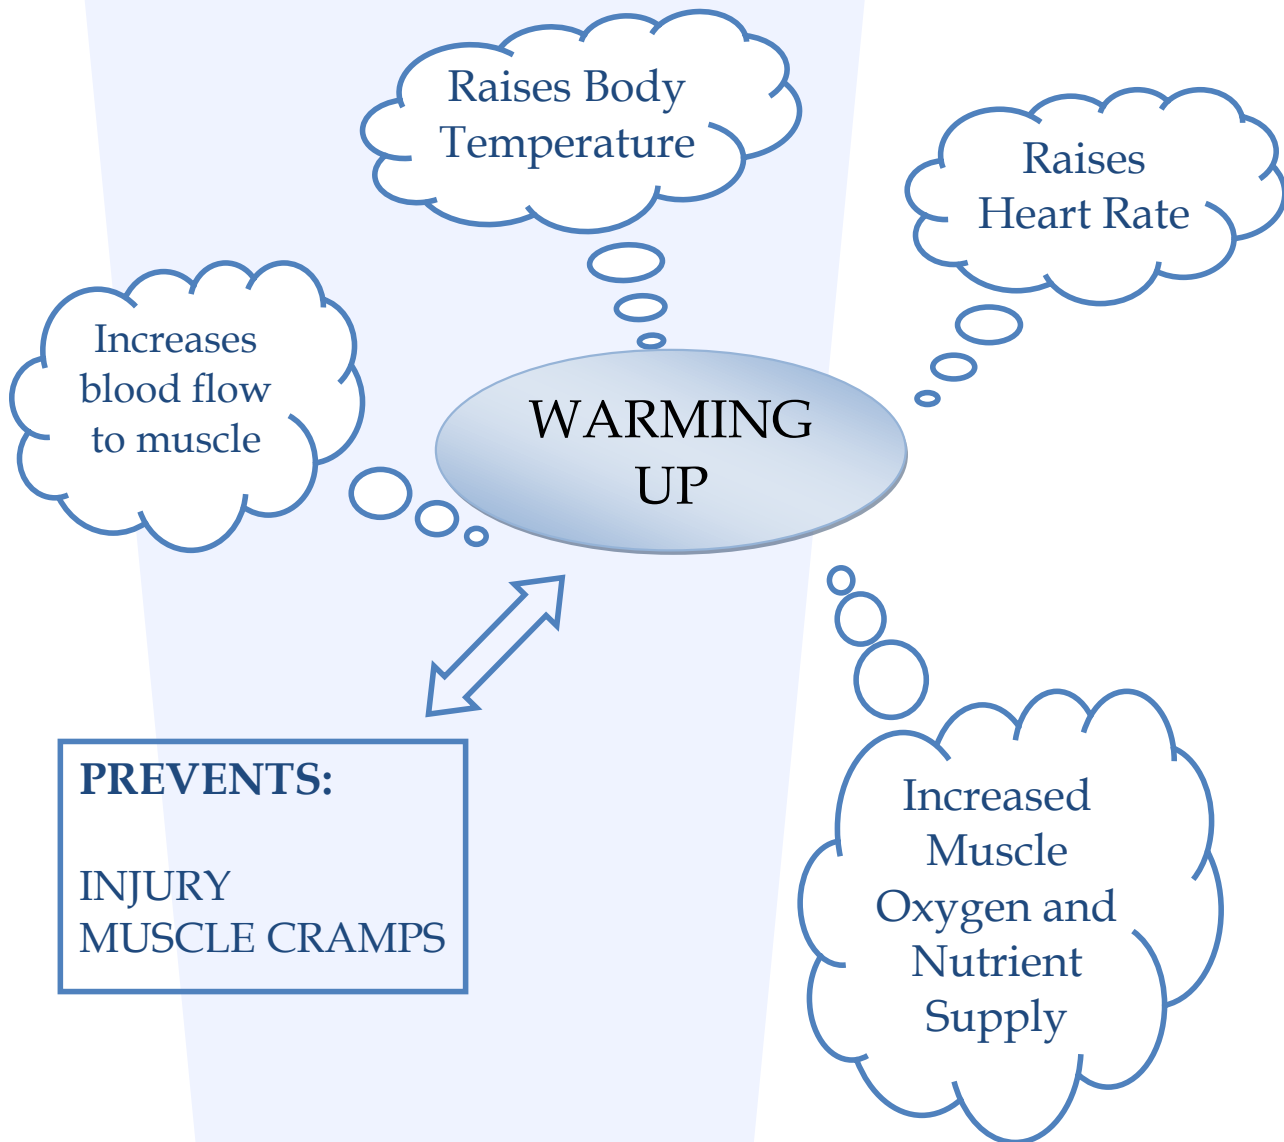 Raises Body
Temperature
Raises
Heart Rate
Increases
blood flow
to muscle
WARMING
UP
PREVENTS:
INJURY
MUSCLE CRAMPS
Increased
Muscle
Oxygen and
Nutrient
Supply